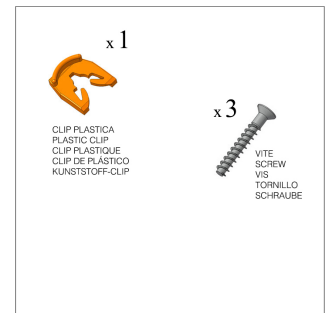 x 1
CLIP PLASTICA
PLASTIC CLIP
CLIP PLASTIQUE
CLIP DE PLÁSTICO
KUNSTSTOFF-CLIP
x 3
VITE
SCREW
VIS
TORNILLO
SCHRAUBE